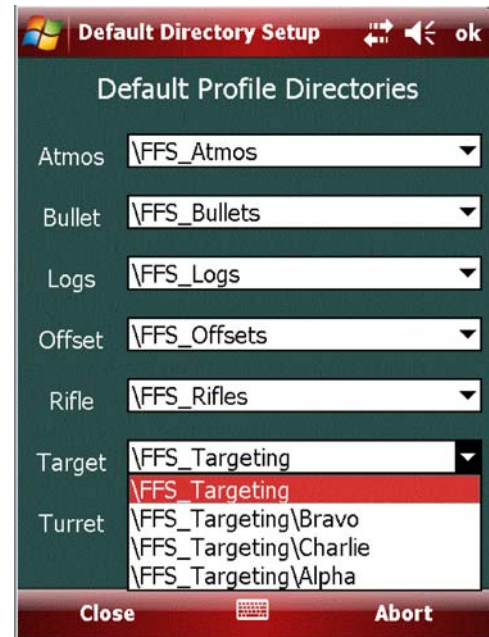 Default Directory Setup ok
Default Profile Directories
Atmos \FFS_Atmos
Bullet \FFS_Bullets
Logs \FFS_Logs
Offset \FFS_Offsets
Rifle \FFS_Rifles
Target \FFS_Targeting
\FFS_Targeting
Turret \FFS_Targeting\Bravo
\FFS_Targeting\Charlie
\FFS_Targeting\Alpha
Close Abort